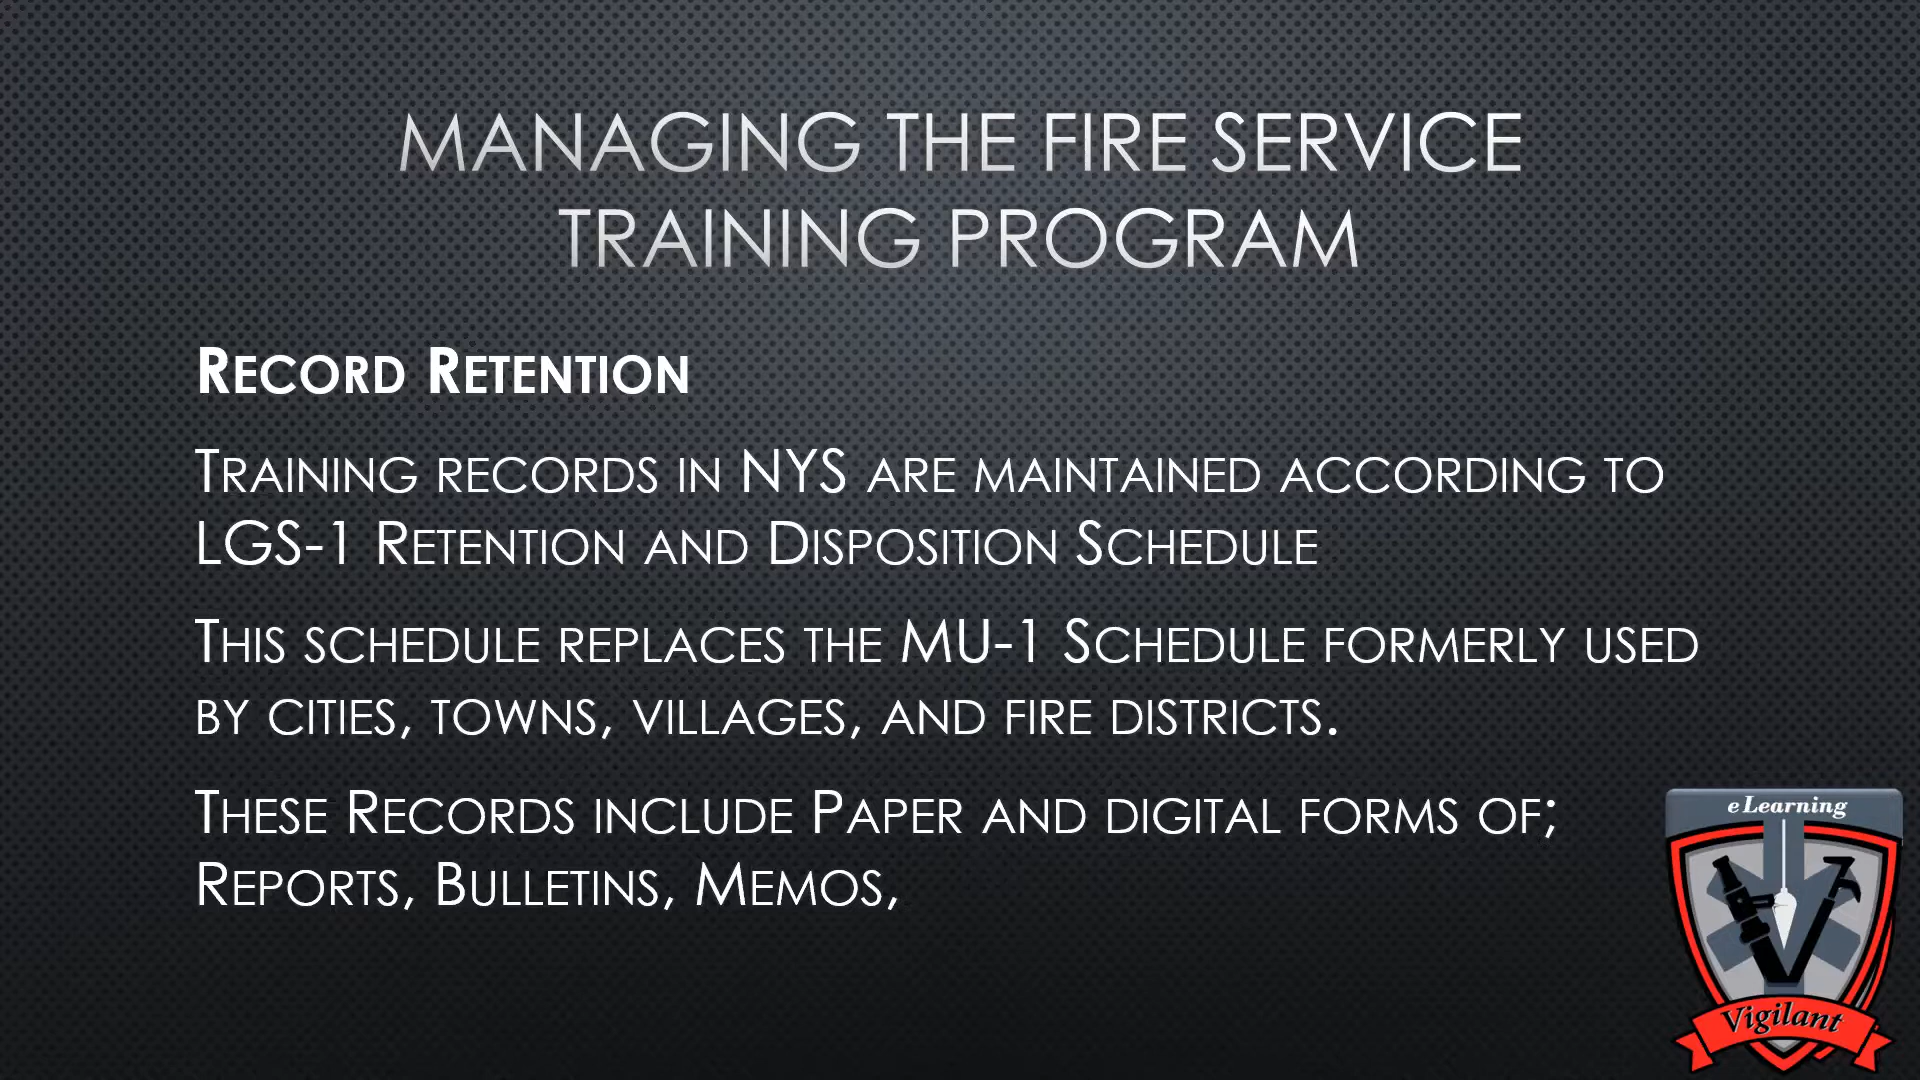 MANAGING THE FIRE SERVICE
TRAINING PROGRAM
Record Retention
Training records in NYS are maintained according to
LGS-1 Retention and Disposition Schedule
This schedule replaces the MU-1 Schedule formerly used
by cities, towns, villages, and fire districts.
These Records include Paper and digital forms of;
Reports, Bulletins, Memos,
eLearning
Vigilant